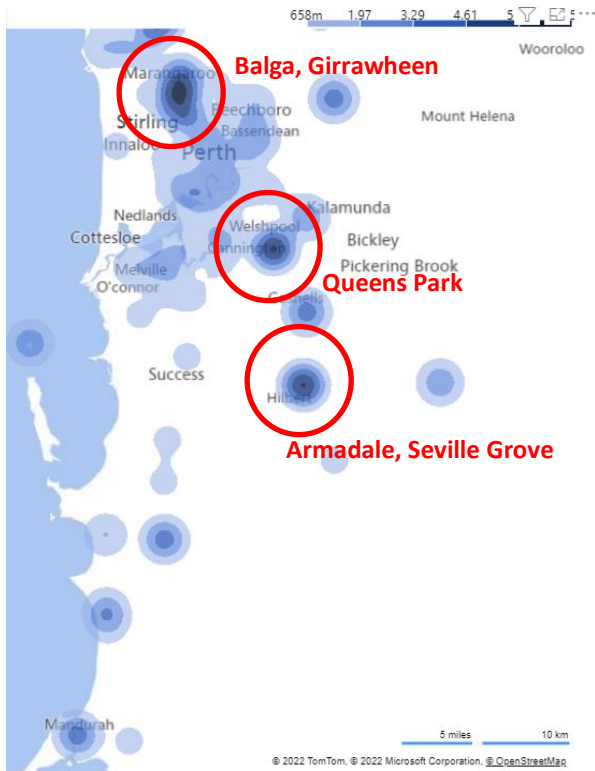 658m 1.97 3.29 4.61 5
Wooroloo
Balga, Girrawheen
Marangaroo
Beechboro
Mount Helena
Stirling
Bassendean
Innaloo
Perth
Kalamunda
Nedlands
Welshpool
Cottesloe
Cannington
Bickley
Melville
Pickering Brook
O'connor
Queens Park
Gosnells
Success
Hilbert
Armadale, Seville Grove
Mandurah
5 miles 10 km
© 2022 TomTom, © 2022 Microsoft Corporation, © OpenStreetMap